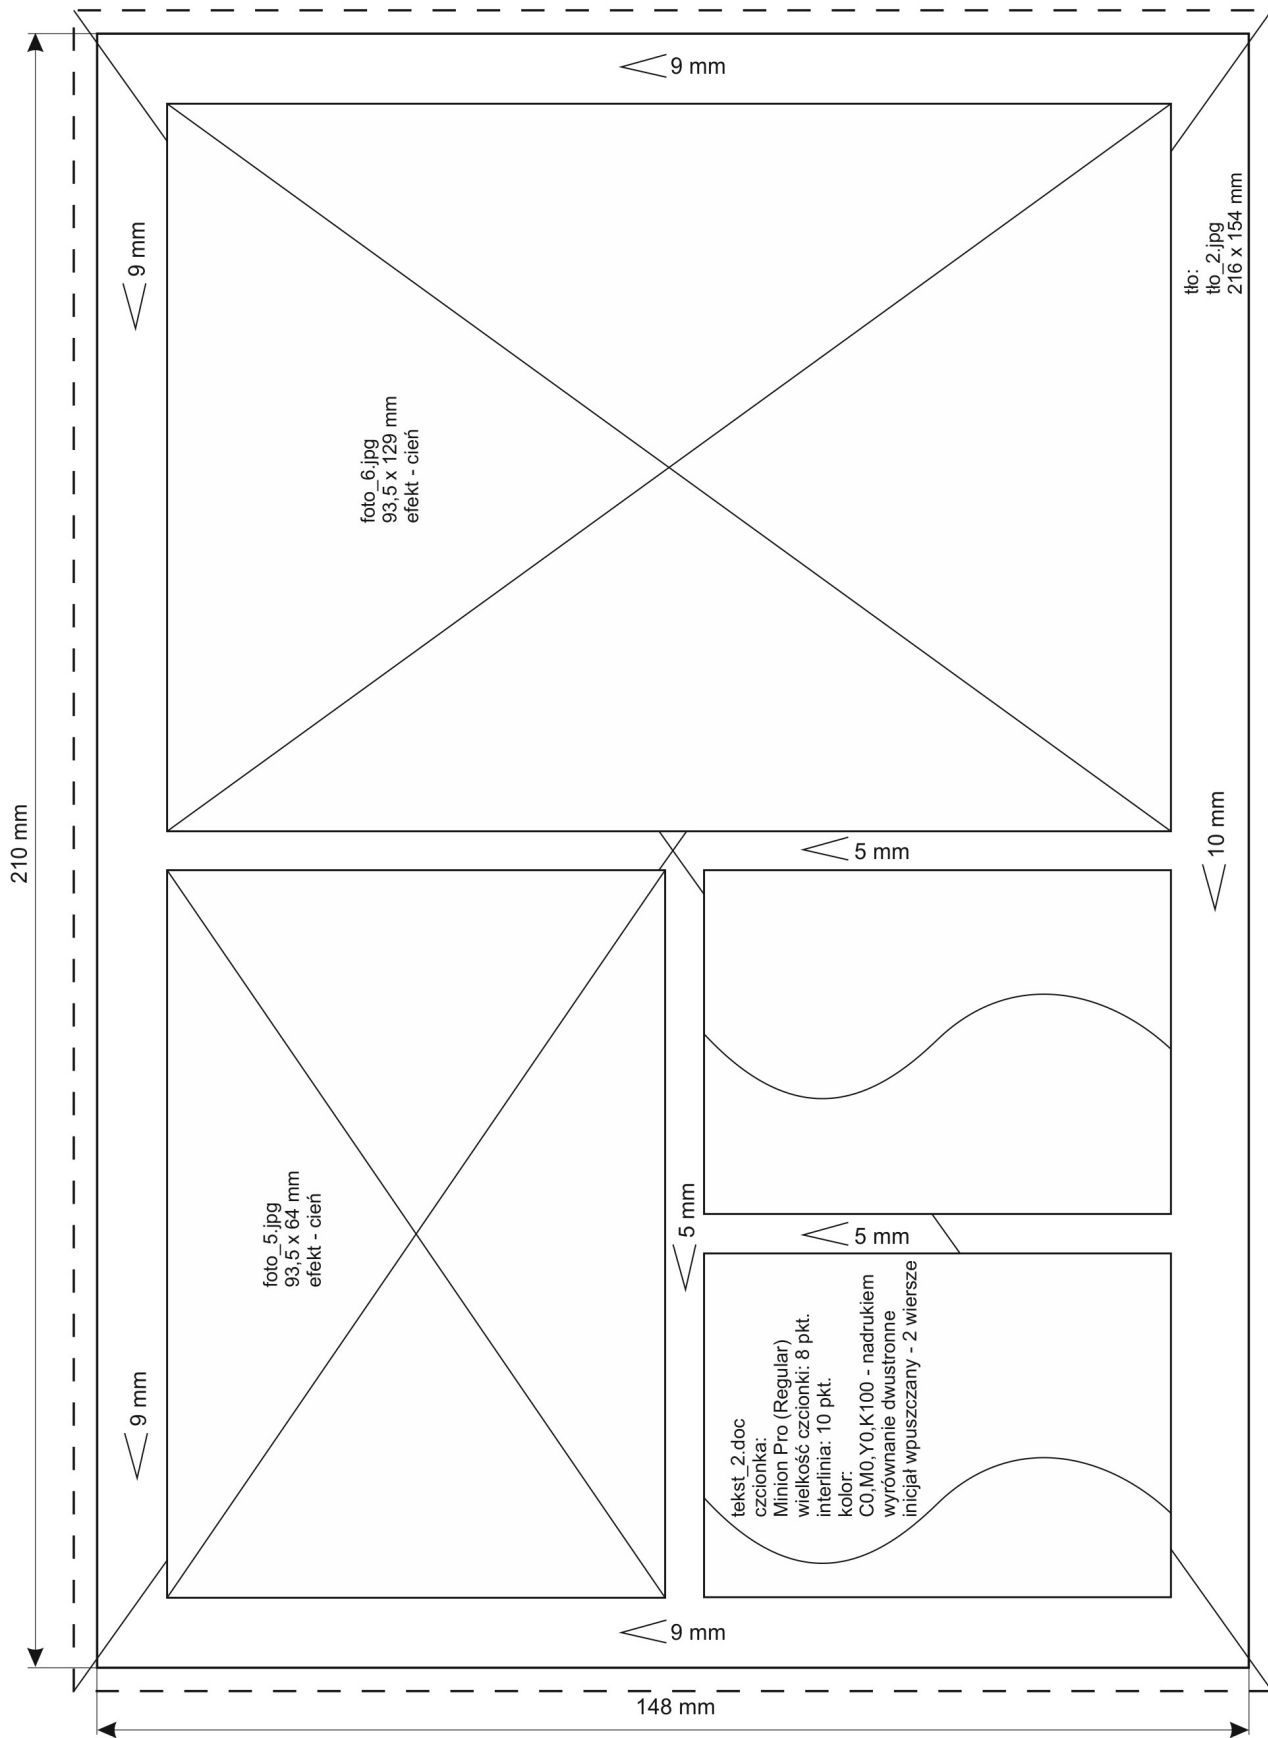 9 mm
9 mm
tło:
tło_2.jpg
216 x 154 mm
foto_6.jpg
93,5 x 129 mm
efekt - cień
210 mm
5 mm
10 mm
foto_5.jpg
93,5 x 64 mm
efekt - cień
5 mm
5 mm
9 mm
tekst_2.doc
czcionka:
Minion Pro (Regular)
wielkość czcionki: 8 pkt.
interlinia: 10 pkt.
kolor:
C0,M0,Y0,K100 - nadrukiem
wyrównanie dwustronne
inicjał wpuszczany - 2 wiersze
9 mm
148 mm